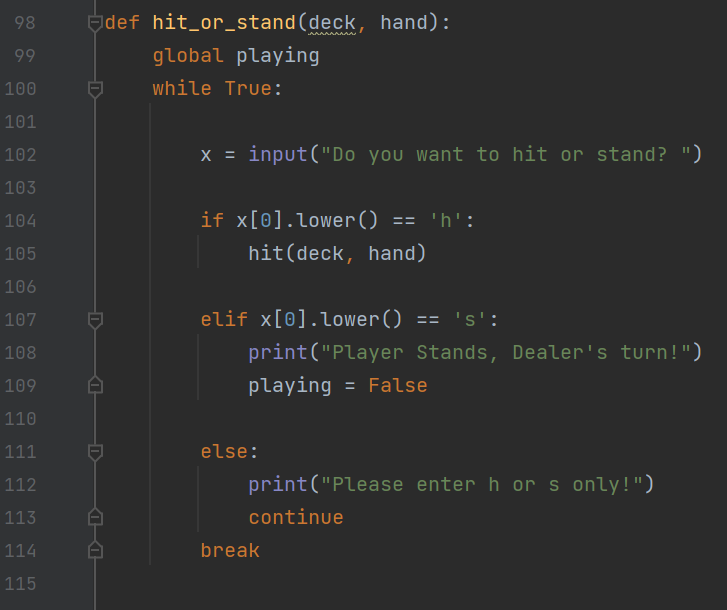 98 def hit_or_stand(deck, hand):
99     global playing
100     while True:
101
102         x = input("Do you want to hit or stand? ")
103
104         if x[0].lower() == 'h':
105             hit(deck, hand)
106
107         elif x[0].lower() == 's':
108             print("Player Stands, Dealer's turn!")
109             playing = False
110
111         else:
112             print("Please enter h or s only!")
113             continue
114         break
115